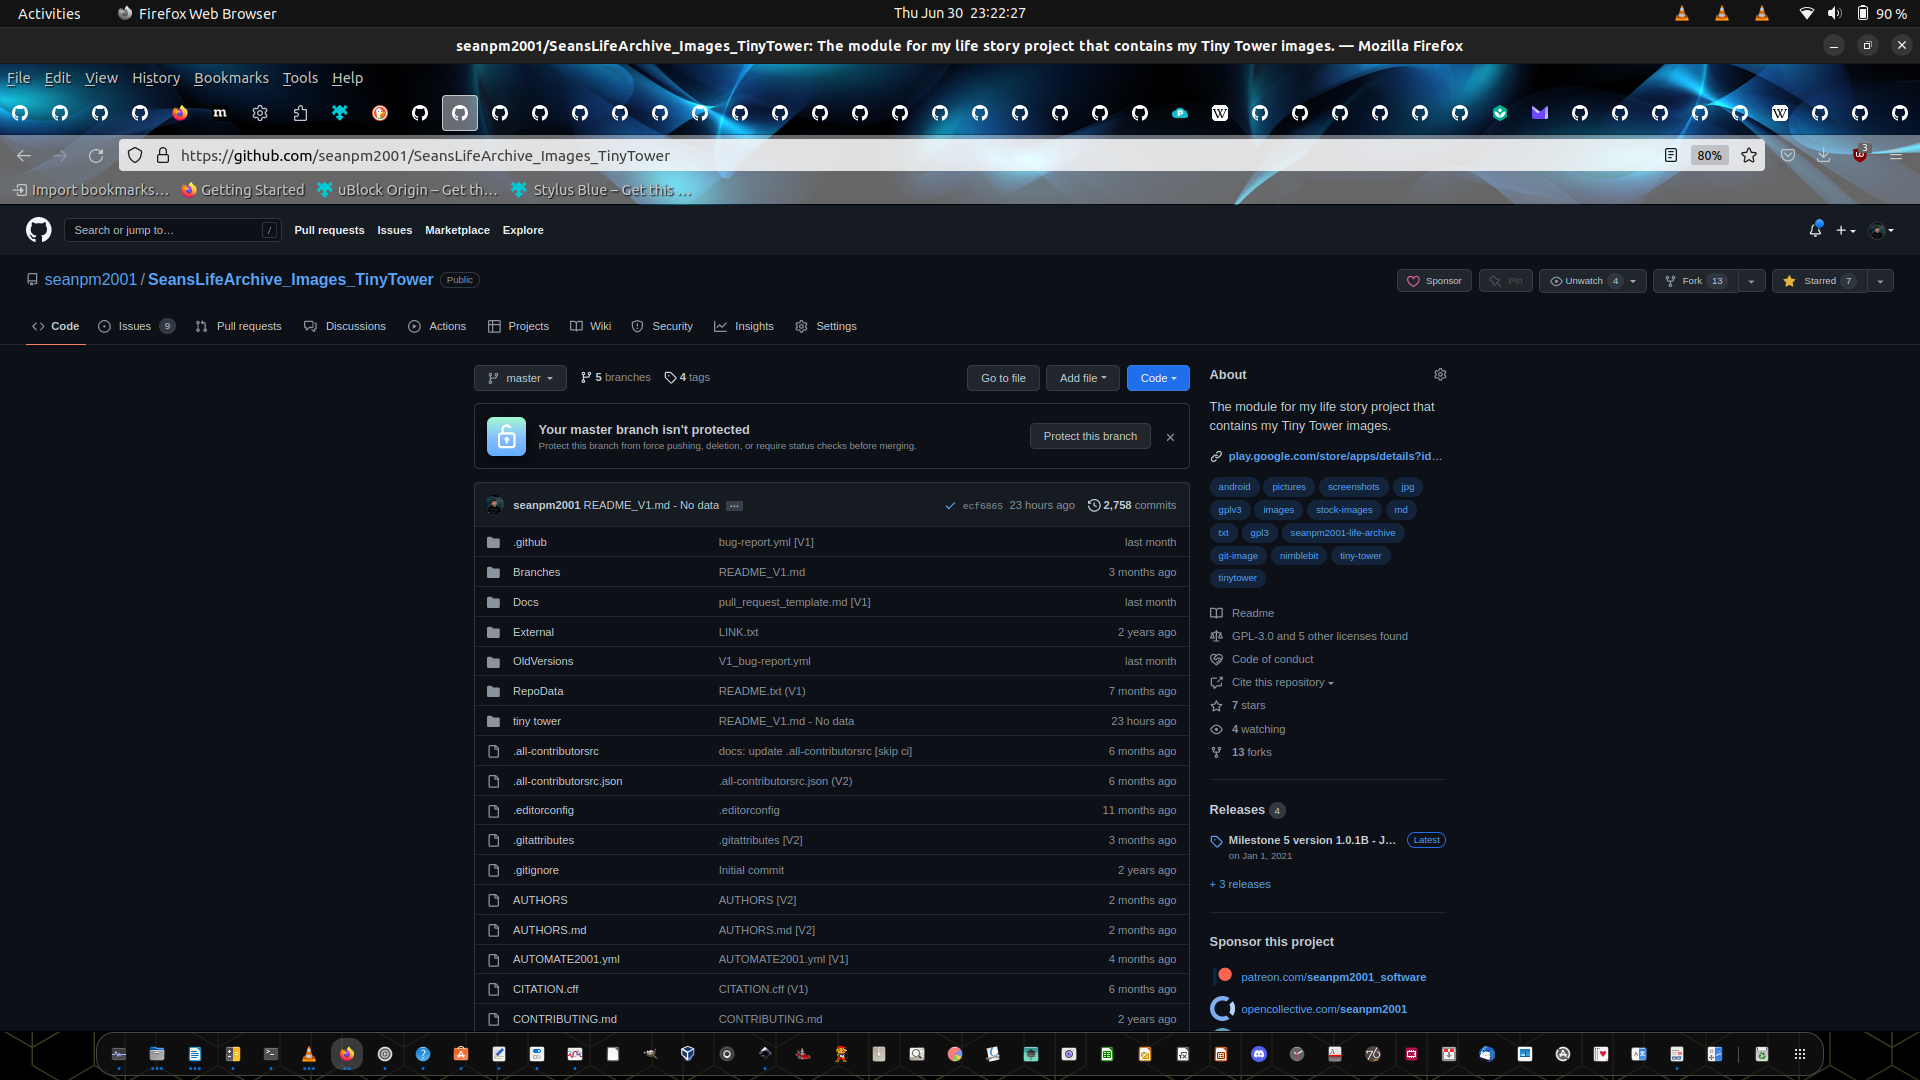 Activities Firefox Web Browser Thu Jun 30 23:22:27 90 %
seanpm2001/SeansLifeArchive_Images_TinyTower: The module for my life story project that contains my Tiny Tower images. — Mozilla Firefox
File Edit View History Bookmarks Tools Help
https://github.com/seanpm2001/SeansLifeArchive_Images_TinyTower 80% 3
Import bookmarks… Getting Started uBlock Origin – Get th… Stylus Blue – Get this …
Search or jump to… / Pull requests Issues Marketplace Explore
seanpm2001 / SeansLifeArchive_Images_TinyTower Public Sponsor Pin Unwatch 4 Fork 13 Starred 7
Code Issues 9 Pull requests Discussions Actions Projects Wiki Security Insights Settings
master 5 branches 4 tags Go to file Add file Code
Your master branch isn't protected
Protect this branch from force pushing, deletion, or require status checks before merging.
Protect this branch
seanpm2001 README_V1.md - No data … ecf6865 23 hours ago 2,758 commits
.github bug-report.yml [V1] last month
Branches README_V1.md 3 months ago
Docs pull_request_template.md [V1] last month
External LINK.txt 2 years ago
OldVersions V1_bug-report.yml last month
RepoData README.txt (V1) 7 months ago
tiny tower README_V1.md - No data 23 hours ago
.all-contributorsrc docs: update .all-contributorsrc [skip ci] 6 months ago
.all-contributorsrc.json .all-contributorsrc.json (V2) 6 months ago
.editorconfig .editorconfig 11 months ago
.gitattributes .gitattributes [V2] 3 months ago
.gitignore Initial commit 2 years ago
AUTHORS AUTHORS [V2] 2 months ago
AUTHORS.md AUTHORS.md [V2] 2 months ago
AUTOMATE2001.yml AUTOMATE2001.yml [V1] 4 months ago
CITATION.cff CITATION.cff (V1) 6 months ago
CONTRIBUTING.md CONTRIBUTING.md 2 years ago
About
The module for my life story project that
contains my Tiny Tower images.
play.google.com/store/apps/details?id…
android pictures screenshots jpg
gplv3 images stock-images md
txt gpl3 seanpm2001-life-archive
git-image nimblebit tiny-tower
tinytower
Readme
GPL-3.0 and 5 other licenses found
Code of conduct
Cite this repository
7 stars
4 watching
13 forks
Releases 4
Milestone 5 version 1.0.1B - J… Latest
on Jan 1, 2021
+ 3 releases
Sponsor this project
patreon.com/seanpm2001_software
opencollective.com/seanpm2001